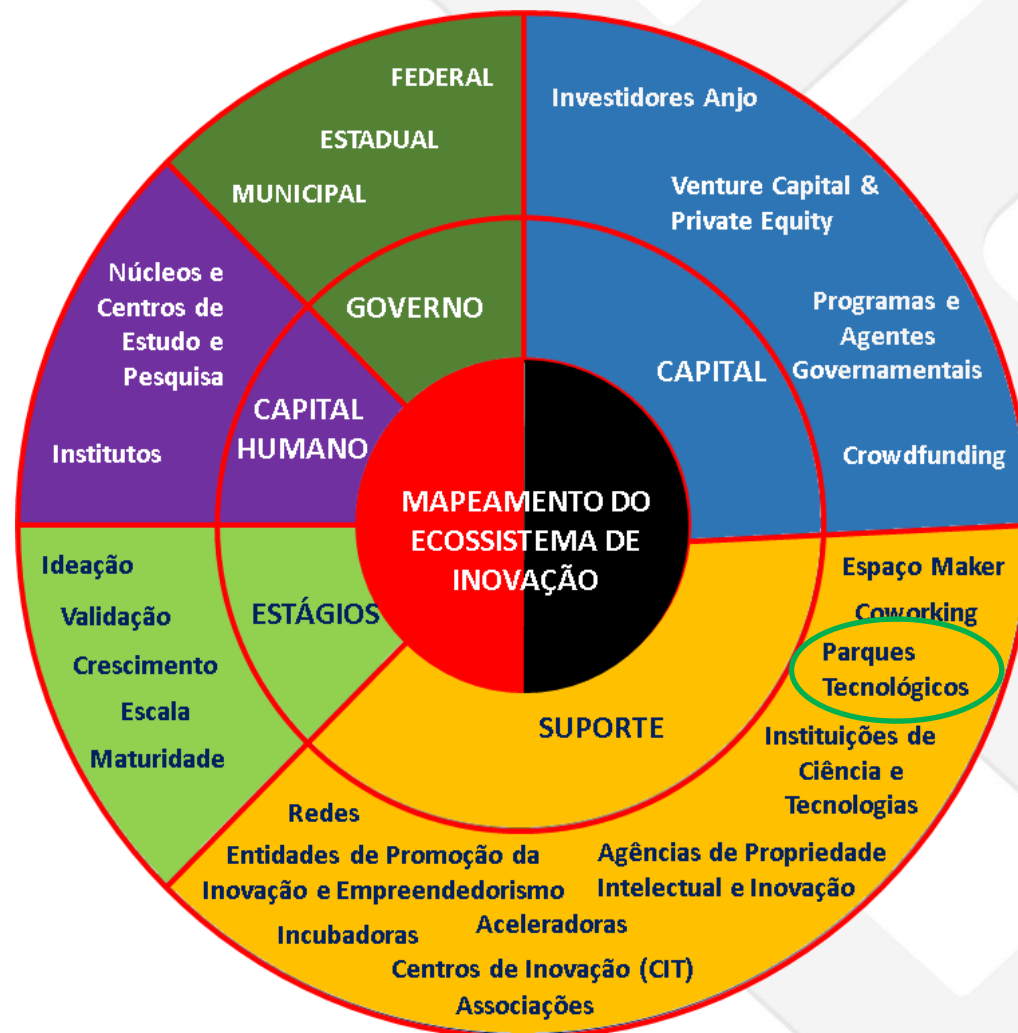 FEDERAL
ESTADUAL
MUNICIPAL
GOVERNO
Investidores Anjo
Venture Capital &
Private Equity
Programas e
Agentes
Governamentais
Crowdfunding
CAPITAL
Núcleos e
Centros de
Estudo e
Pesquisa
Institutos
CAPITAL
HUMANO
MAPEAMENTO DO
ECOSSISTEMA DE
INOVAÇÃO
Ideação
Validação
Crescimento
Escala
Maturidade
ESTÁGIOS
SUPORTE
Espaço Maker
Coworking
Parques
Tecnológicos
Instituições de
Ciência e
Tecnologias
Agências de Propriedade
Intelectual e Inovação
Redes
Entidades de Promoção da
Inovação e Empreendedorismo
Incubadoras
Aceleradoras
Centros de Inovação (CIT)
Associações